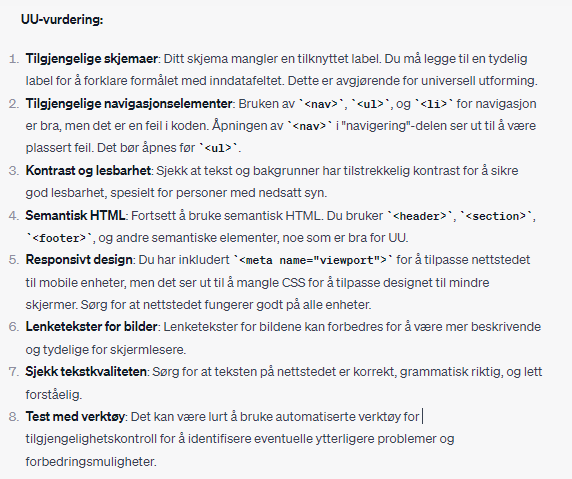 UU-vurdering:
1. Tilgjengelige skjemaer: Ditt skjema mangler en tilknyttet label. Du må legge til en tydelig
label for å forklare formålet med inndatafeltet. Dette er avgjørende for universell utforming.
2. Tilgjengelige navigasjonselementer: Bruken av `<nav>`, `<ul>`, og `<li>` for navigasjon
er bra, men det er en feil i koden. Åpningen av `<nav>` i "navigering"-delen ser ut til å være
plassert feil. Det bør åpnes før `<ul>`.
3. Kontrast og lesbarhet: Sjekk at tekst og bakgrunner har tilstrekkelig kontrast for å sikre
god lesbarhet, spesielt for personer med nedsatt syn.
4. Semantisk HTML: Fortsett å bruke semantisk HTML. Du bruker `<header>`, `<section>`,
`<footer>`, og andre semantiske elementer, noe som er bra for UU.
5. Responsivt design: Du har inkludert `<meta name="viewport">` for å tilpasse nettstedet
til mobile enheter, men det ser ut til å mangle CSS for å tilpasse designet til mindre
skjermer. Sørg for at nettstedet fungerer godt på alle enheter.
6. Lenketekster for bilder: Lenketekster for bildene kan forbedres for å være mer beskrivende
og tydelige for skjermlesere.
7. Sjekk tekstkvaliteten: Sørg for at teksten på nettstedet er korrekt, grammatisk riktig, og lett
forståelig.
8. Test med verktøy: Det kan være lurt å bruke automatiserte verktøy for
tilgjengelighetskontroll for å identifisere eventuelle ytterligere problemer og
forbedringsmuligheter.